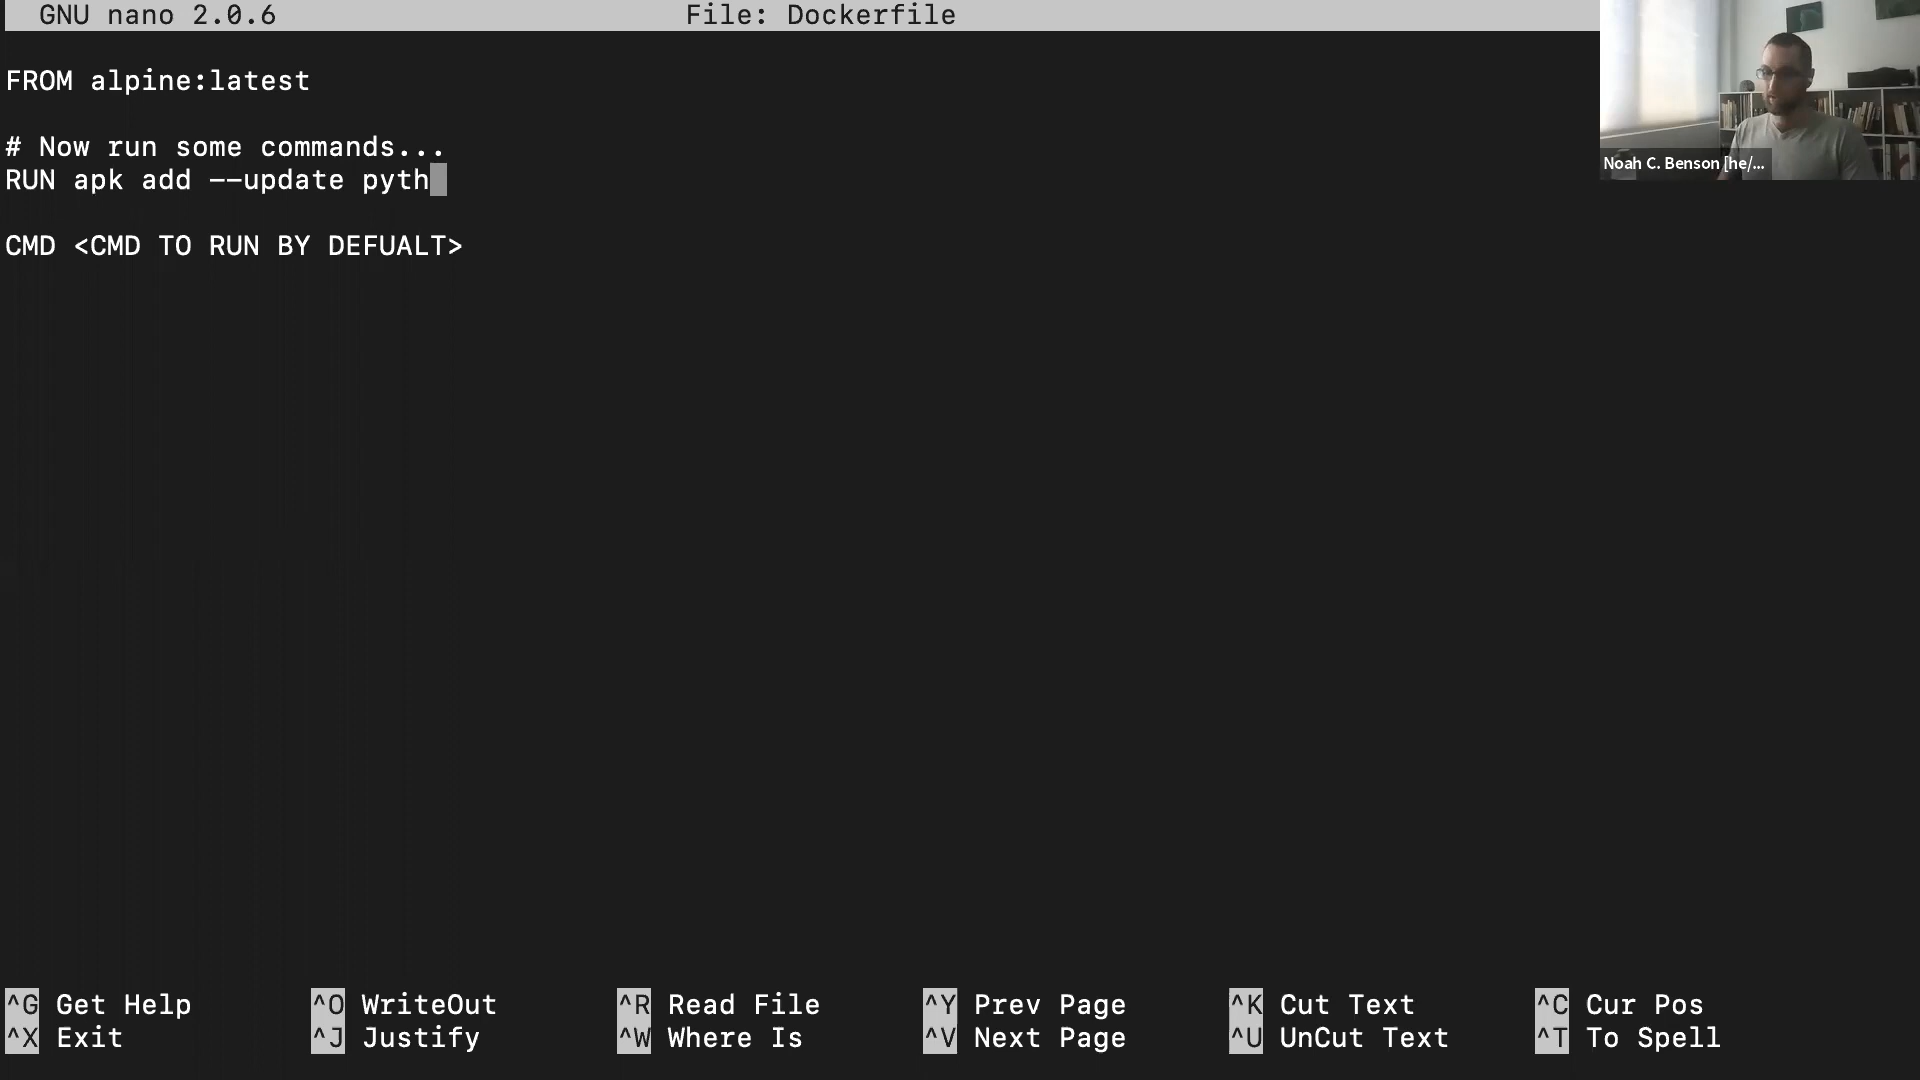 GNU nano 2.0.6 File: Dockerfile
FROM alpine:latest
# Now run some commands...
RUN apk add --update pyth
CMD <CMD TO RUN BY DEFUALT>
Noah C. Benson [he/...
^G Get Help ^O WriteOut ^R Read File ^Y Prev Page ^K Cut Text ^C Cur Pos
^X Exit ^J Justify ^W Where Is ^V Next Page ^U UnCut Text ^T To Spell